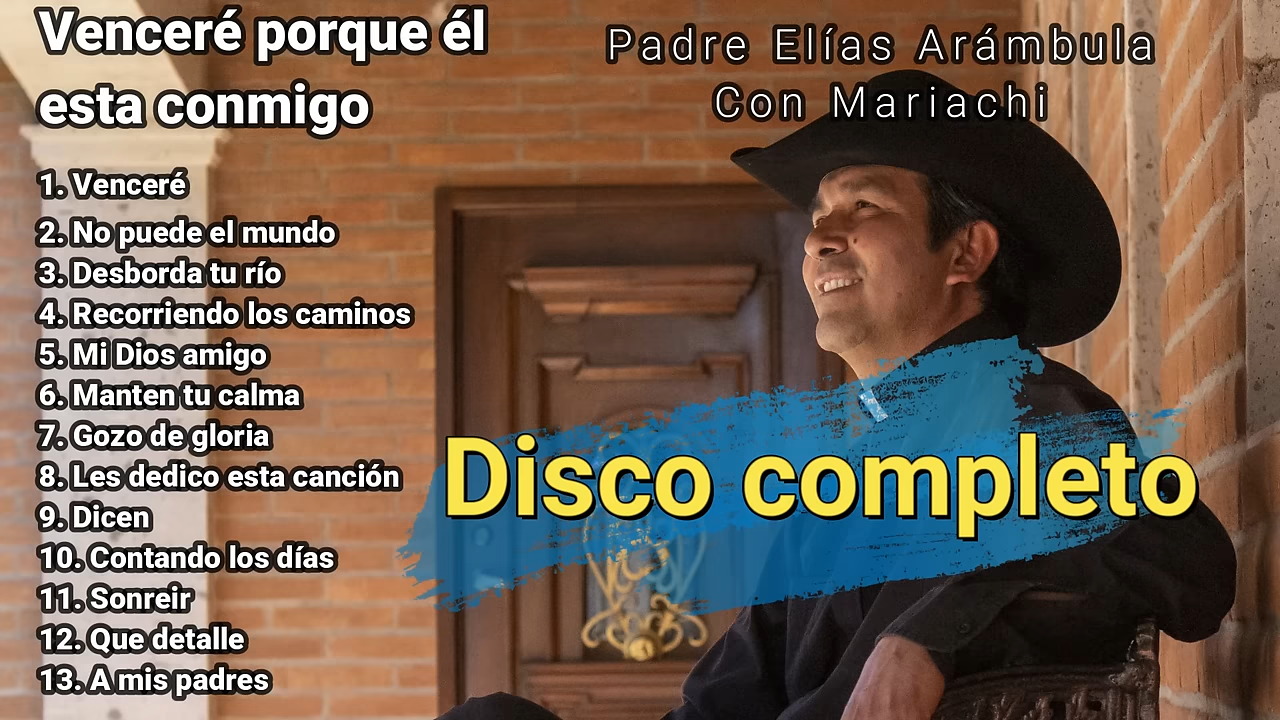 Venceré porque él
esta conmigo
Padre Elías Arámbula
Con Mariachi
1. Venceré
2. No puede el mundo
3. Desborda tu río
4. Recorriendo los caminos
5. Mi Dios amigo
6. Manten tu calma
7. Gozo de gloria
8. Les dedico esta canción
9. Dicen
10. Contando los días
11. Sonreir
12. Que detalle
13. A mis padres
Disco completo